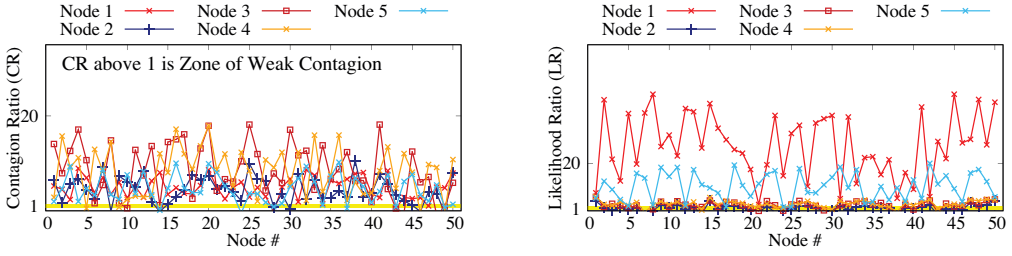 Node 1 Node 3 Node 5
Node 2 Node 4
CR above 1 is Zone of Weak Contagion
Contagion Ratio (CR)
20
1
0 5 10 15 20 25 30 35 40 45 50
Node #
Node 1 Node 3 Node 5
Node 2 Node 4
Likelihood Ratio (LR)
20
1
0 5 10 15 20 25 30 35 40 45 50
Node #